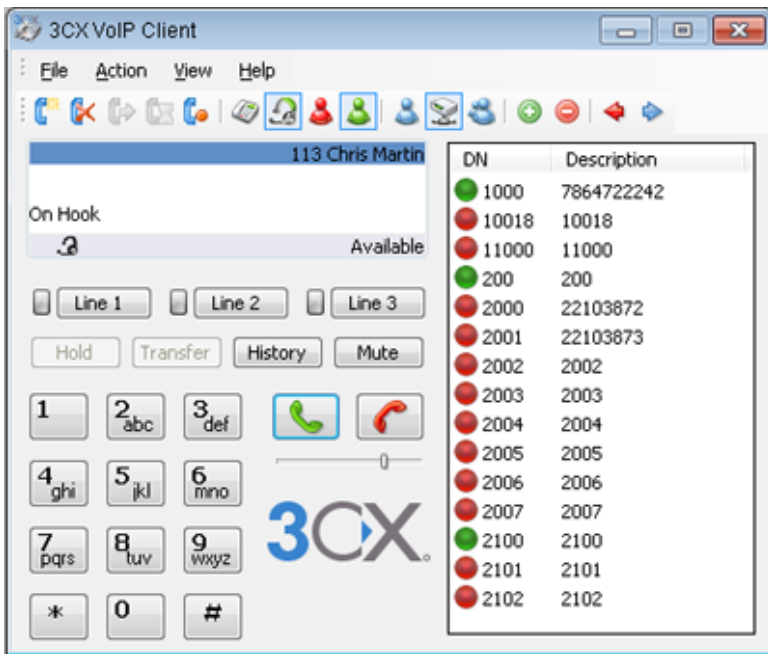 3CX VoIP Client
File Action View Help
113 Chris Martin
On Hook
Available
Line 1 Line 2 Line 3
Hold Transfer History Mute
1 2abc 3def
4ghi 5jkl 6mno
7pqrs 8tuv 9wxyz
* 0 #
3CX
DN Description
1000 7864722242
10018 10018
11000 11000
200 200
2000 22103872
2001 22103873
2002 2002
2003 2003
2004 2004
2005 2005
2006 2006
2007 2007
2100 2100
2101 2101
2102 2102